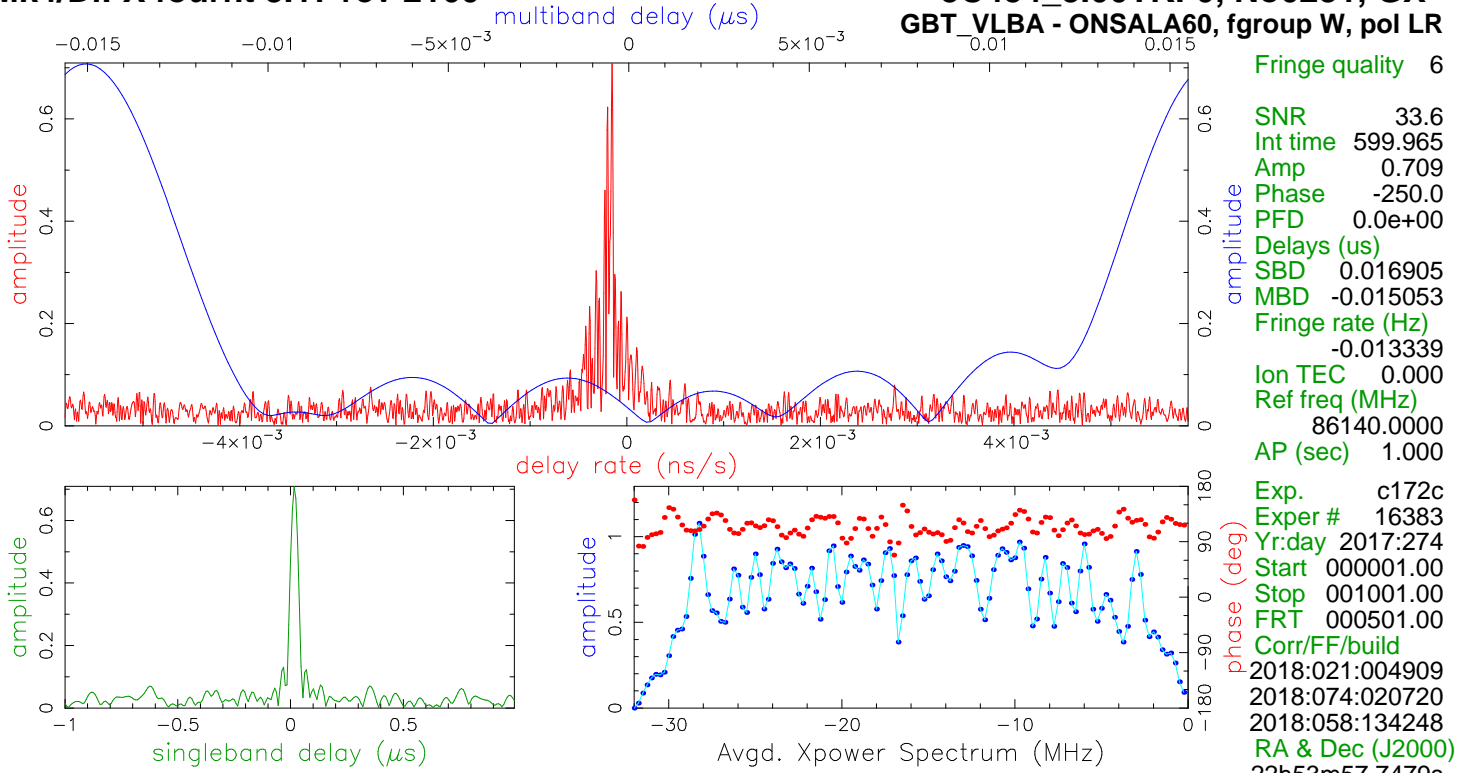 multiband delay (μs)
GBT_VLBA - ONSALA60, fgroup W, pol LR
−0.015 −0.01 −5×10⁻³ 0 5×10⁻³ 0.01 0.015
amplitude
0 0.2 0.4 0.6
amplitude
0 0.2 0.4 0.6
−4×10⁻³ −2×10⁻³ 0 2×10⁻³ 4×10⁻³
delay rate (ns/s)
amplitude
0 0.2 0.4 0.6
−1 −0.5 0 0.5
singleband delay (μs)
amplitude
0 0.5 1
phase (deg)
−180 −90 0 90 180
−30 −20 −10 0
Avgd. Xpower Spectrum (MHz)
Fringe quality 6
SNR 33.6
Int time 599.965
Amp 0.709
Phase -250.0
PFD 0.0e+00
Delays (us)
SBD 0.016905
MBD -0.015053
Fringe rate (Hz)
-0.013339
Ion TEC 0.000
Ref freq (MHz)
86140.0000
AP (sec) 1.000
Exp. c172c
Exper # 16383
Yr:day 2017:274
Start 000001.00
Stop 001001.00
FRT 000501.00
Corr/FF/build
2018:021:004909
2018:074:020720
2018:058:134248
RA & Dec (J2000)